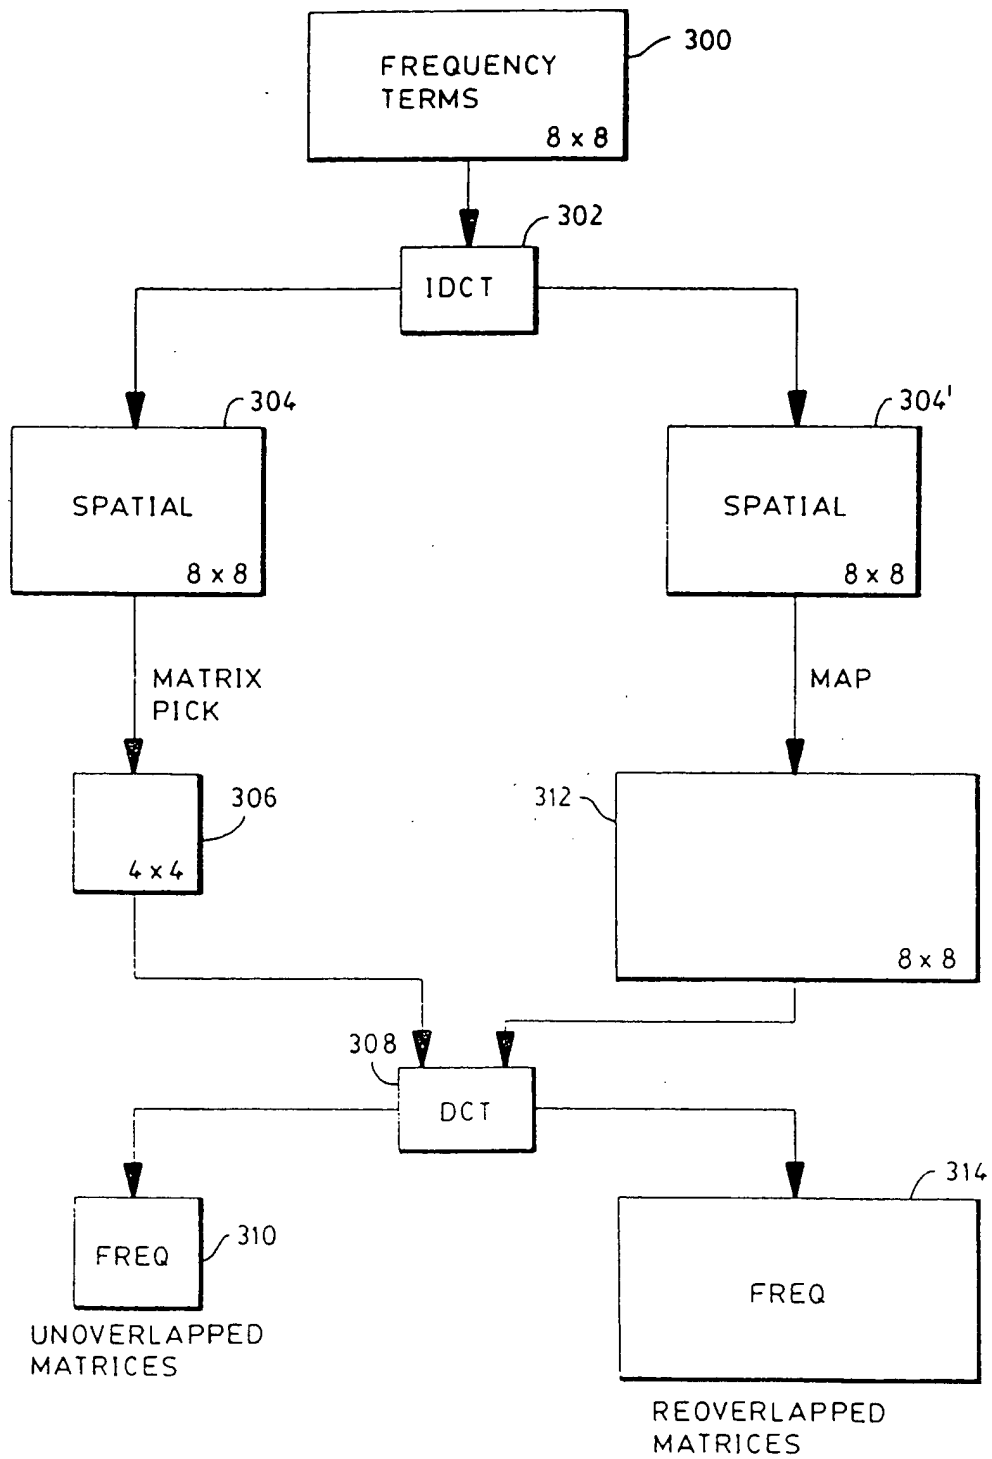 300
FREQUENCY
TERMS
8 x 8
302
IDCT
304
304'
SPATIAL
8 x 8
SPATIAL
8 x 8
MATRIX
PICK
MAP
306
4 x 4
312
8 x 8
308
DCT
310
FREQ
UNOVERLAPPED
MATRICES
314
FREQ
REOVERLAPPED
MATRICES